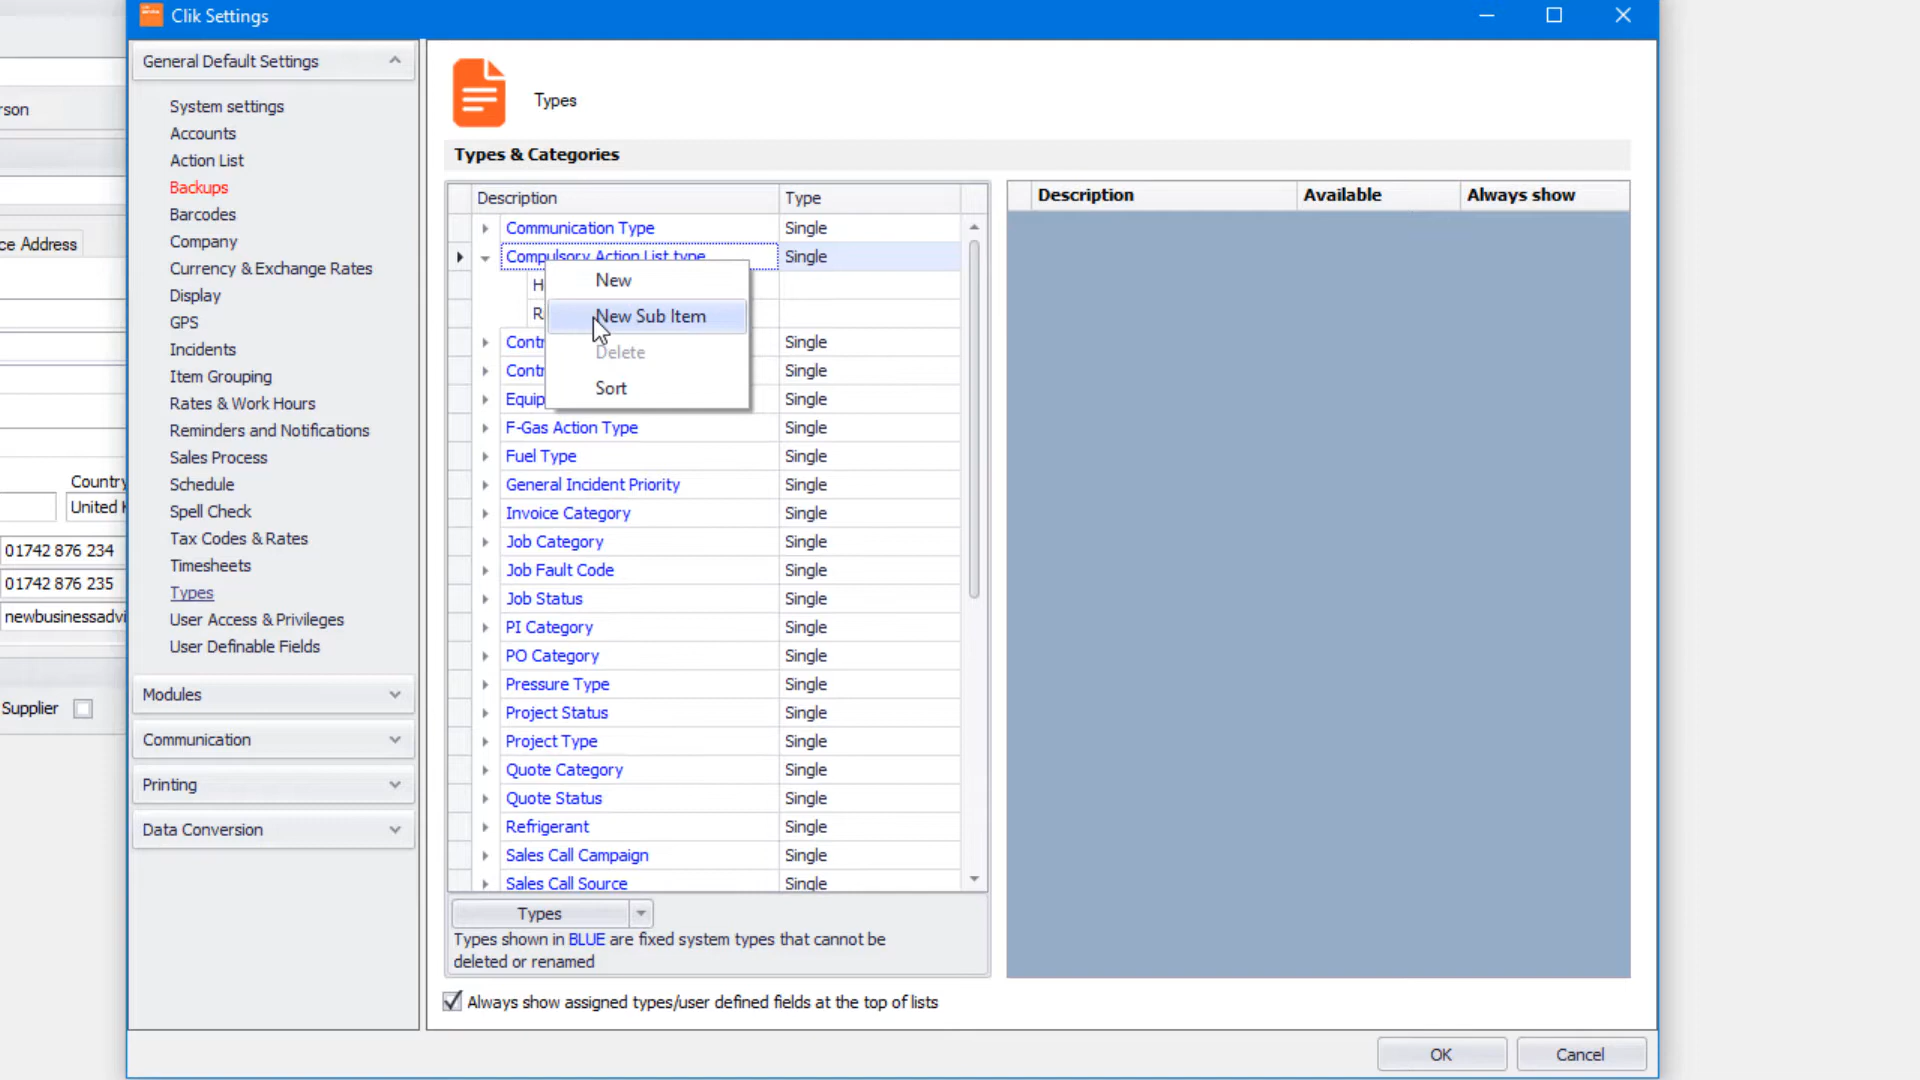 Clik Settings
rson
ce Address
Country
United
01742 876 234
01742 876 235
newbusinessadvi
Supplier
General Default Settings
System settings
Accounts
Action List
Backups
Barcodes
Company
Currency & Exchange Rates
Display
GPS
Incidents
Item Grouping
Rates & Work Hours
Reminders and Notifications
Sales Process
Schedule
Spell Check
Tax Codes & Rates
Timesheets
Types
User Access & Privileges
User Definable Fields
Modules
Communication
Printing
Data Conversion
Types
Types & Categories
Description Type
Communication Type Single
Compulsory Action List type Single
H
R
Contr Single
Contr Single
Equip Single
F-Gas Action Type Single
Fuel Type Single
General Incident Priority Single
Invoice Category Single
Job Category Single
Job Fault Code Single
Job Status Single
PI Category Single
PO Category Single
Pressure Type Single
Project Status Single
Project Type Single
Quote Category Single
Quote Status Single
Refrigerant Single
Sales Call Campaign Single
Sales Call Source Single
New
New Sub Item
Delete
Sort
Types
Types shown in BLUE are fixed system types that cannot be
deleted or renamed
Description Available Always show
Always show assigned types/user defined fields at the top of lists
OK Cancel